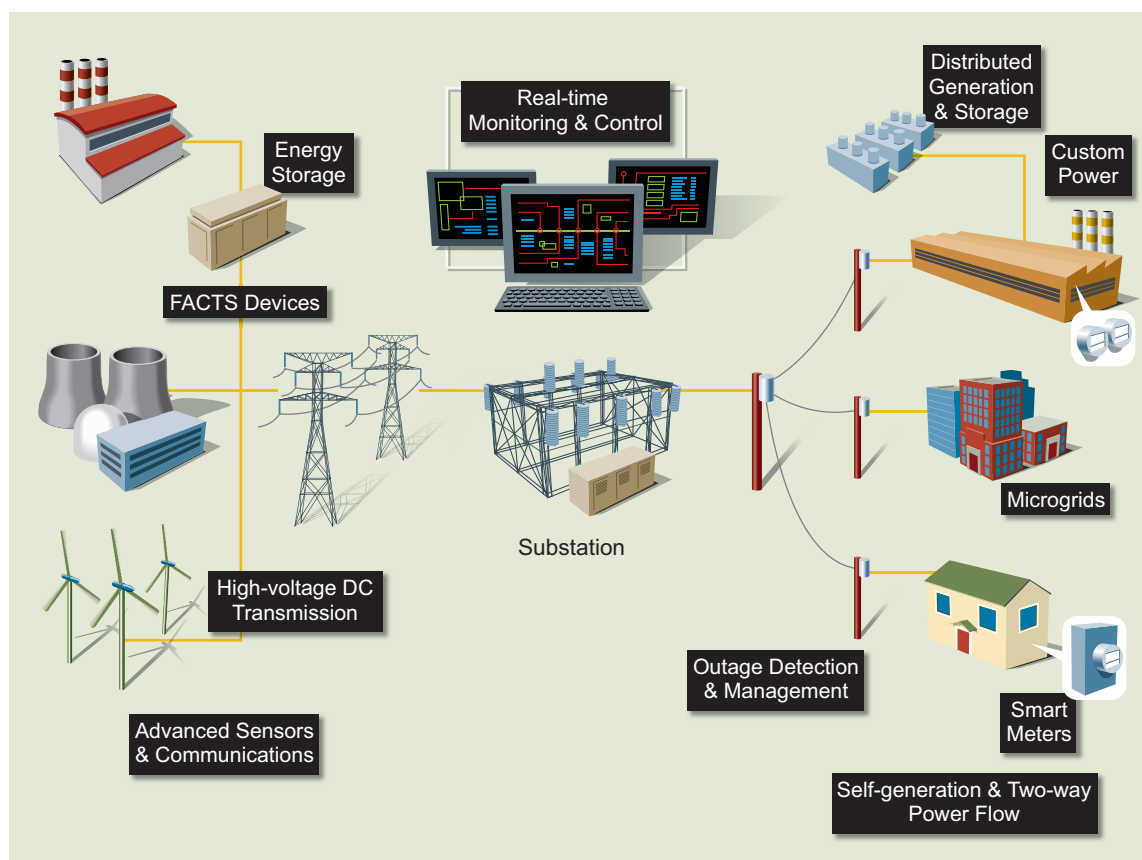 Real-time
Monitoring & Control
Distributed
Generation
& Storage
Energy
Storage
Custom
Power
FACTS Devices
Microgrids
Substation
High-voltage DC
Transmission
Outage Detection
& Management
Smart
Meters
Advanced Sensors
& Communications
Self-generation & Two-way
Power Flow